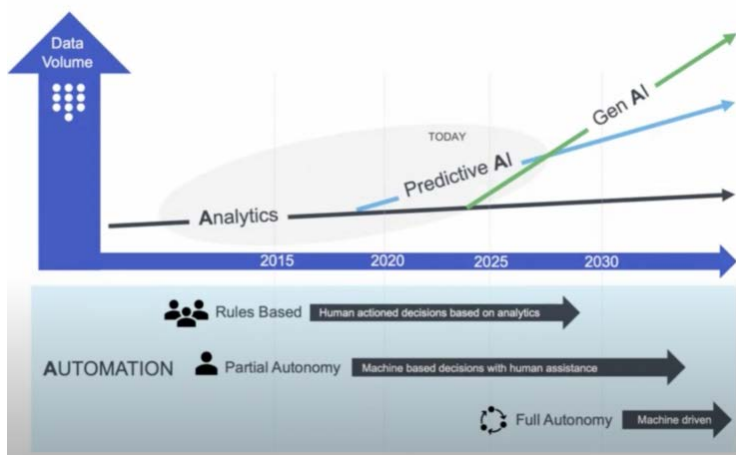 Data
Volume
TODAY
Gen AI
Predictive AI
Analytics
2015 2020 2025 2030
Rules Based Human actioned decisions based on analytics
AUTOMATION
Partial Autonomy Machine based decisions with human assistance
Full Autonomy Machine driven